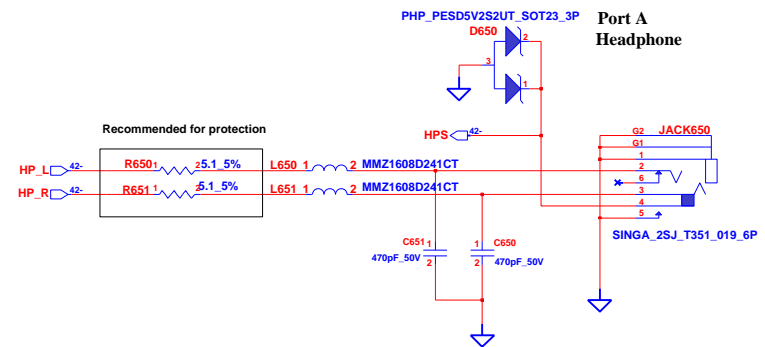 PHP_PESD5V2S2UT_SOT23_3P
Port A
D650
Headphone
2
3
1
Recommended for protection
HPS 42-
G2 JACK650
G1
1
HP_L 42- R650 1 2 5.1_5% L650 1 2 MMZ1608D241CT 2
6
HP_R 42- R651 1 2 5.1_5% L651 1 2 MMZ1608D241CT 3
4
5
SINGA_2SJ_T351_019_6P
C651 1 1 C650
470pF_50V 2 2 470pF_50V